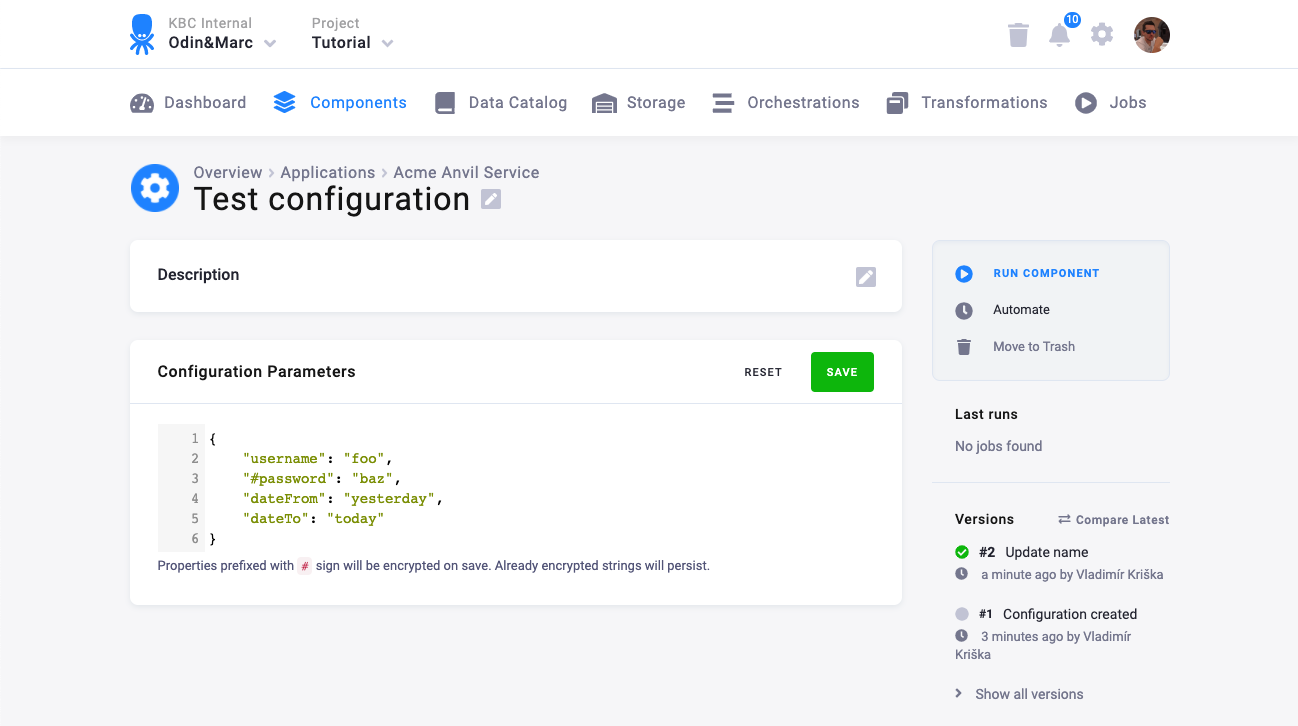 KBC Internal
Odin&Marc
Project
Tutorial
10
Dashboard
Components
Data Catalog
Storage
Orchestrations
Transformations
Jobs
Overview > Applications > Acme Anvil Service
Test configuration
Description
Configuration Parameters
RESET
SAVE
1 {
2 "username": "foo",
3 "#password": "baz",
4 "dateFrom": "yesterday",
5 "dateTo": "today"
6 }
Properties prefixed with # sign will be encrypted on save. Already encrypted strings will persist.
RUN COMPONENT
Automate
Move to Trash
Last runs
No jobs found
Versions
Compare Latest
#2 Update name
a minute ago by Vladimír Kriška
#1 Configuration created
3 minutes ago by Vladimír
Kriška
Show all versions